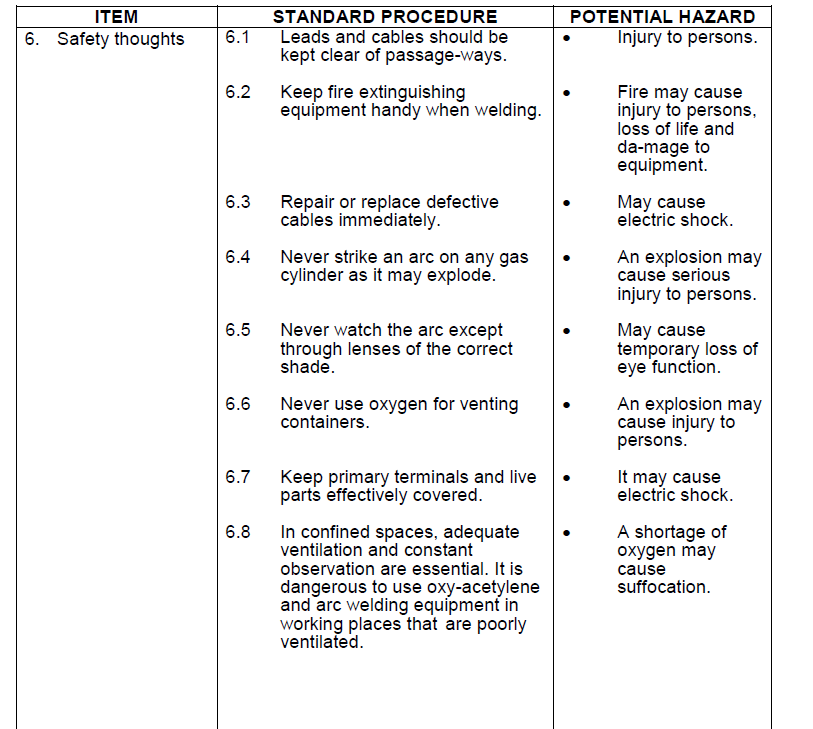 ITEM STANDARD PROCEDURE POTENTIAL HAZARD
6. Safety thoughts 6.1 Leads and cables should be • Injury to persons.
kept clear of passage-ways.
6.2 Keep fire extinguishing • Fire may cause
equipment handy when welding. injury to persons,
loss of life and
da-mage to
equipment.
6.3 Repair or replace defective • May cause
cables immediately. electric shock.
6.4 Never strike an arc on any gas • An explosion may
cylinder as it may explode. cause serious
injury to persons.
6.5 Never watch the arc except • May cause
through lenses of the correct temporary loss of
shade. eye function.
6.6 Never use oxygen for venting • An explosion may
containers. cause injury to
persons.
6.7 Keep primary terminals and live • It may cause
parts effectively covered. electric shock.
6.8 In confined spaces, adequate • A shortage of
ventilation and constant oxygen may
observation are essential. It is cause
dangerous to use oxy-acetylene suffocation.
and arc welding equipment in
working places that are poorly
ventilated.